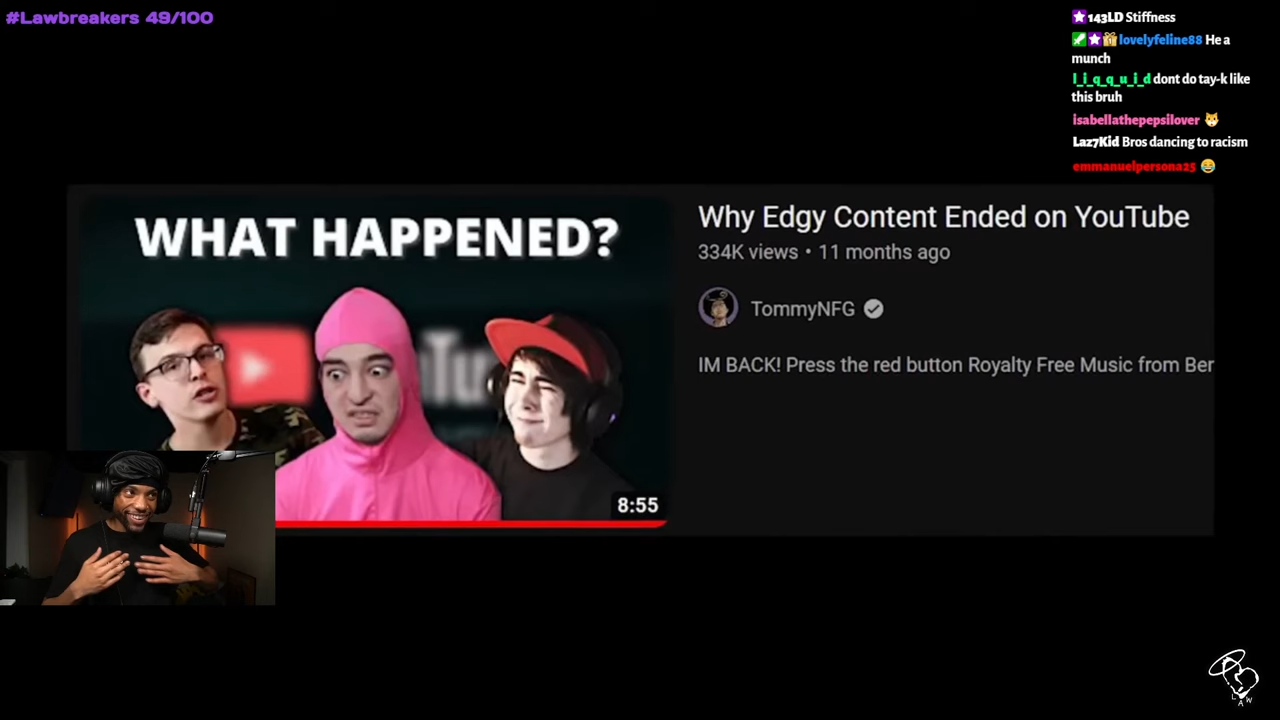 #Lawbreakers 49/100
143LD Stiffness
lovelyfeline88 He a
munch
l_i_q_q_u_i_d dont do tay-k like
this bruh
isabellathepepsilover
Laz7Kid Bros dancing to racism
emmanuelpersona25
WHAT HAPPENED?
8:55
Why Edgy Content Ended on YouTube
334K views • 11 months ago
TommyNFG
IM BACK! Press the red button Royalty Free Music from Ber
LAW